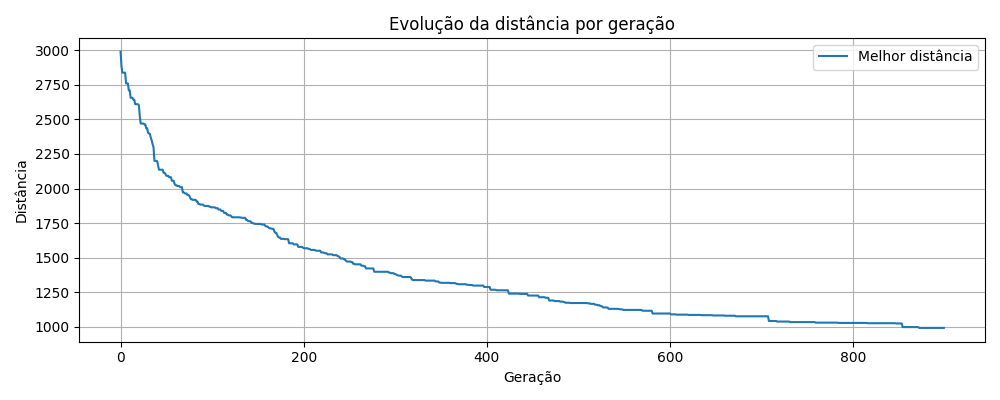 Evolução da distância por geração
Melhor distância
3000
2750
2500
2250
2000
1750
1500
1250
1000
Distância
0 200 400 600 800
Geração